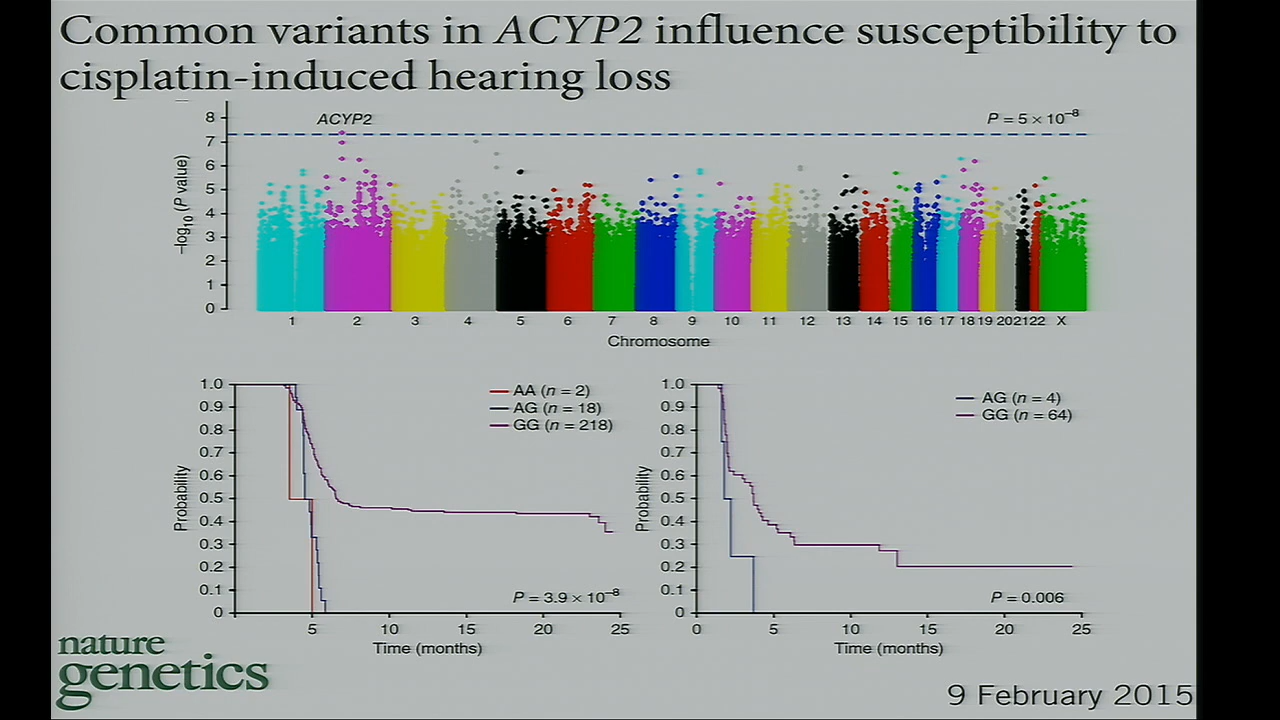 Common variants in ACYP2 influence susceptibility to
cisplatin-induced hearing loss
ACYP2
P = 5 × 10⁻⁸
8
7
6
5
4
3
2
1
0
–log₁₀ (P value)
1 2 3 4 5 6 7 8 9 10 11 12 13 14 15 16 17 18 19 20 21 22 X
Chromosome
1.0
0.9
0.8
0.7
0.6
0.5
0.4
0.3
0.2
0.1
0
Probability
AA (n = 2)
AG (n = 18)
GG (n = 218)
P = 3.9 × 10⁻⁸
5 10 15 20 25
Time (months)
1.0
0.9
0.8
0.7
0.6
0.5
0.4
0.3
0.2
0.1
0
Probability
AG (n = 4)
GG (n = 64)
P = 0.006
0 5 10 15 20 25
Time (months)
nature
genetics
9 February 2015